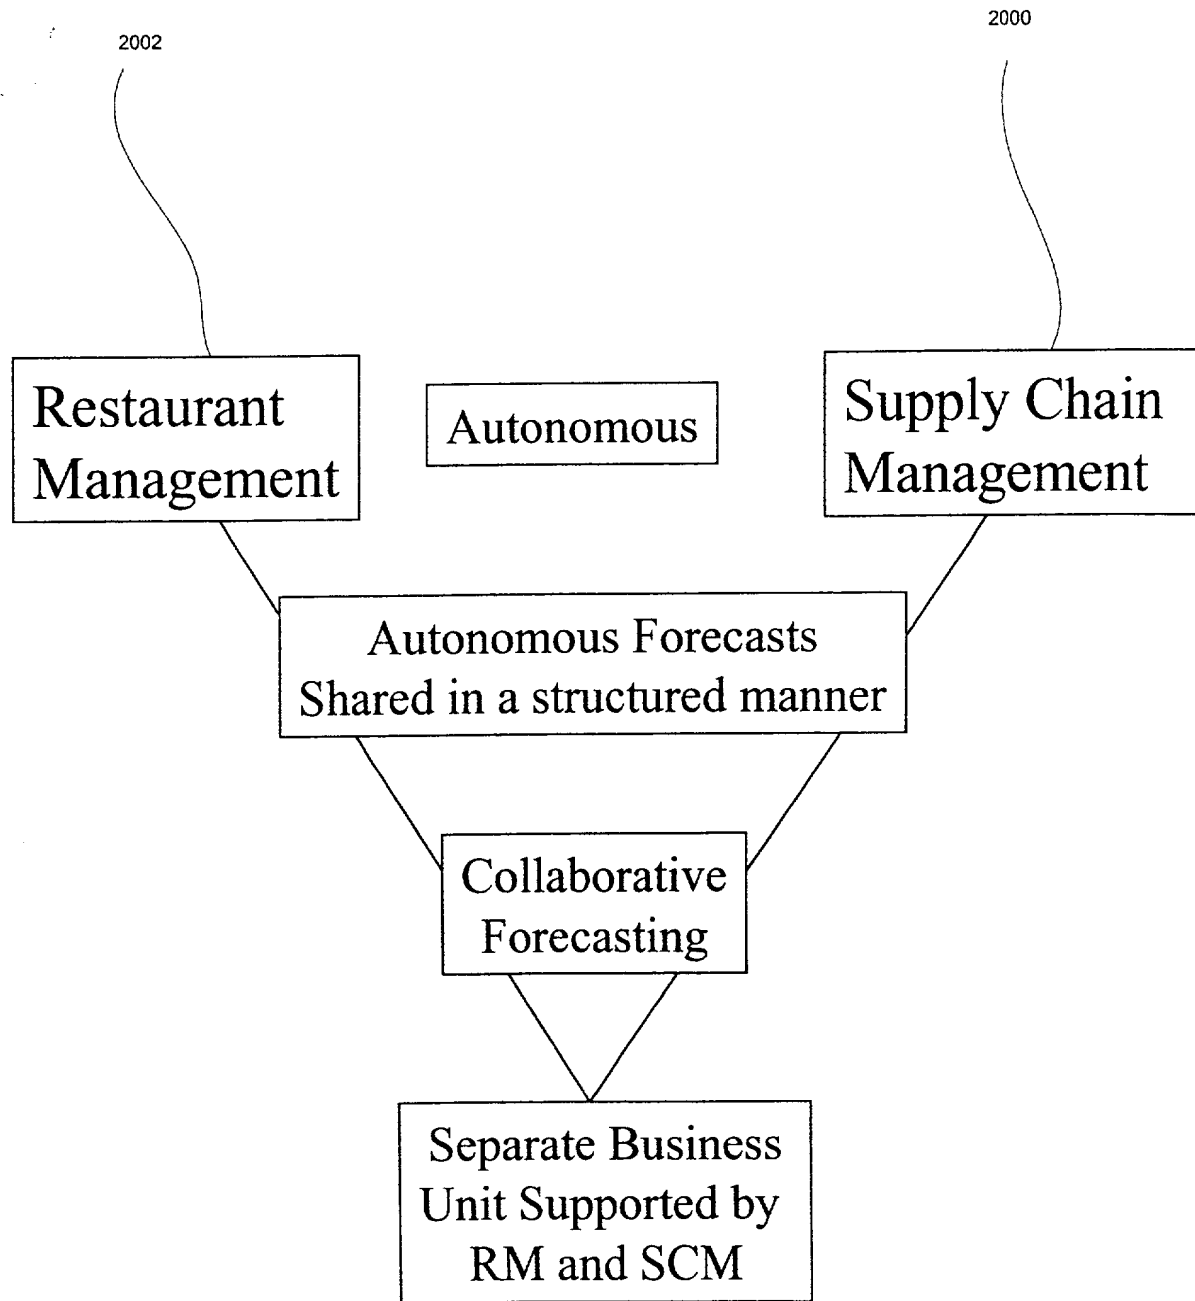 2002
2000
Restaurant
Management
Autonomous
Supply Chain
Management
Autonomous Forecasts
Shared in a structured manner
Collaborative
Forecasting
Separate Business
Unit Supported by
RM and SCM